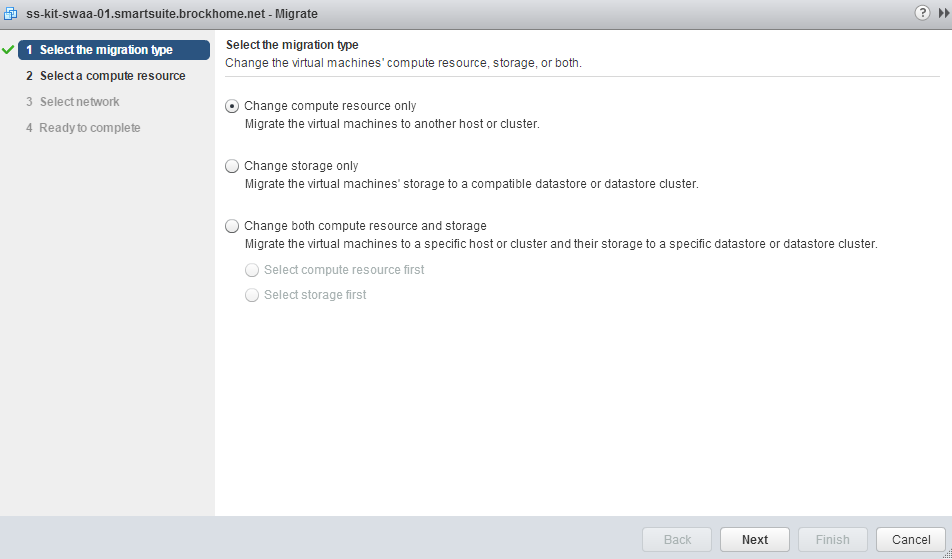 ss-kit-swaa-01.smartsuite.brockhome.net - Migrate
?
1 Select the migration type
2 Select a compute resource
3 Select network
4 Ready to complete
Select the migration type
Change the virtual machines' compute resource, storage, or both.
Change compute resource only
Migrate the virtual machines to another host or cluster.
Change storage only
Migrate the virtual machines' storage to a compatible datastore or datastore cluster.
Change both compute resource and storage
Migrate the virtual machines to a specific host or cluster and their storage to a specific datastore or datastore cluster.
Select compute resource first
Select storage first
Back
Next
Finish
Cancel